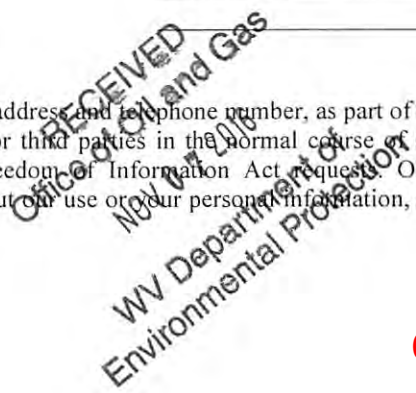 address and telephone number, as part of
or third parties in the normal course of
eedom of Information Act requests. O
ut our use or your personal information,
RECEIVED
Office of Oil and Gas
NOV 2016
WV Department of
Environmental Protection